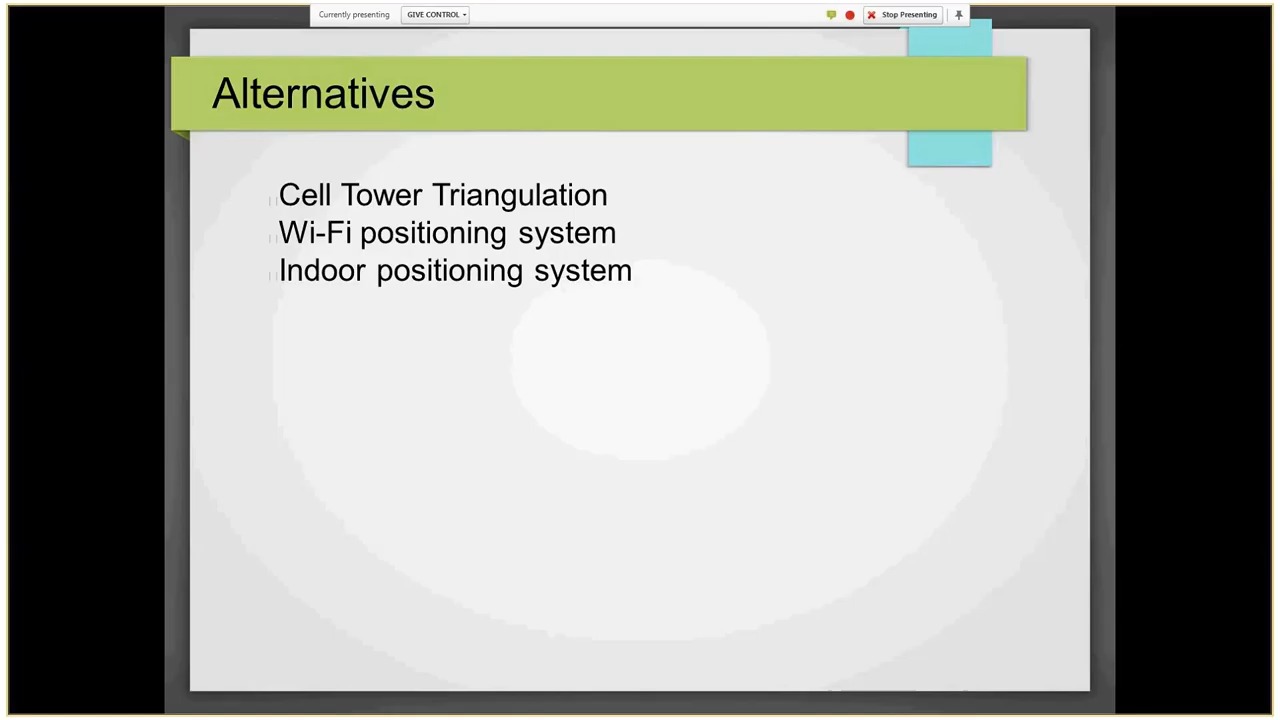 Currently presenting GIVE CONTROL Stop Presenting
Alternatives
Cell Tower Triangulation
Wi-Fi positioning system
Indoor positioning system